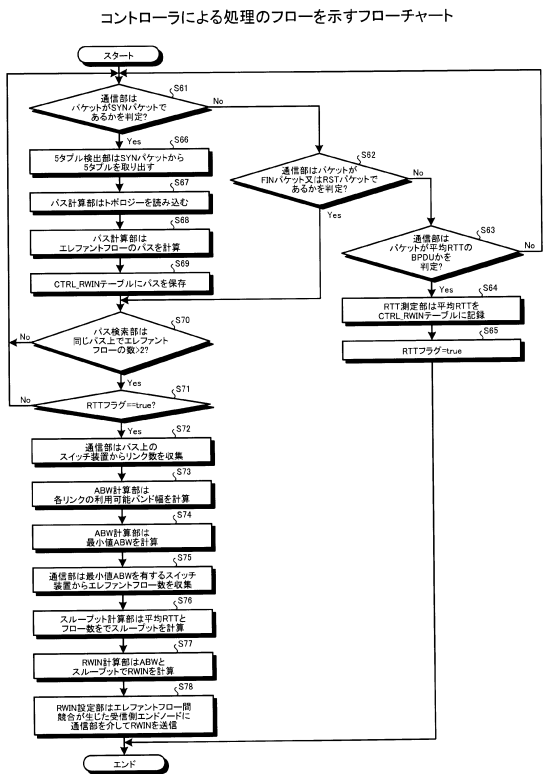 コントローラによる処理のフローを示すフローチャート
スタート
S61
通信部は
パケットがSYNパケットで
あるかを判定?
No
Yes
S66
5タプル検出部はSYNパケットから
5タプルを取り出す
S67
パス計算部はトポロジーを読み込む
S68
パス計算部は
エレファントフローのパスを計算
S69
CTRL_RWINテーブルにパスを保存
S62
通信部はパケットが
FINパケット又はRSTパケットで
あるかを判定?
No
Yes
S63
通信部は
パケットが平均RTTの
BPDUかを
判定?
No
Yes
S64
RTT測定部は平均RTTを
CTRL_RWINテーブルに記録
S65
RTTフラグ=true
S70
パス検索部は
同じパス上でエレファント
フローの数>2?
No
Yes
S71
RTTフラグ==true?
No
Yes
S72
通信部はパス上の
スイッチ装置からリンク数を収集
S73
ABW計算部は
各リンクの利用可能バンド幅を計算
S74
ABW計算部は
最小値ABWを計算
S75
通信部は最小値ABWを有するスイッチ
装置からエレファントフロー数を収集
S76
スループット計算部は平均RTTと
フロー数をでスループットを計算
S77
RWIN計算部はABWと
スループットでRWINを計算
S78
RWIN設定部はエレファントフロー間
競合が生じた受信側エンドノードに
通信部を介してRWINを送信
エンド